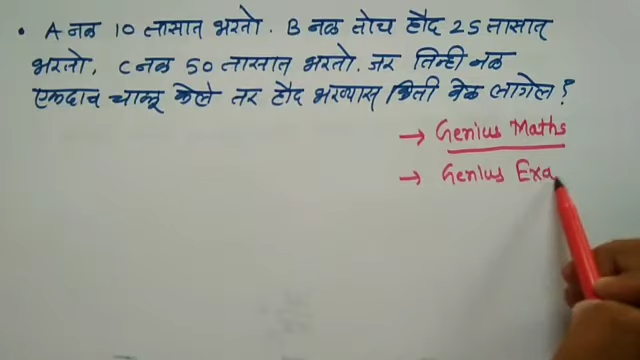 • A नळ 10 तासात भरतो. B नळ तोच हौद 25 तासात्
भरतो, C नळ 50 तासात् भरतो. जर तिन्ही नळ
एकदाच चालू केले तर हौद भरण्यास किती वेळ लागेल?
→ Genius Maths
→ Genius Exa